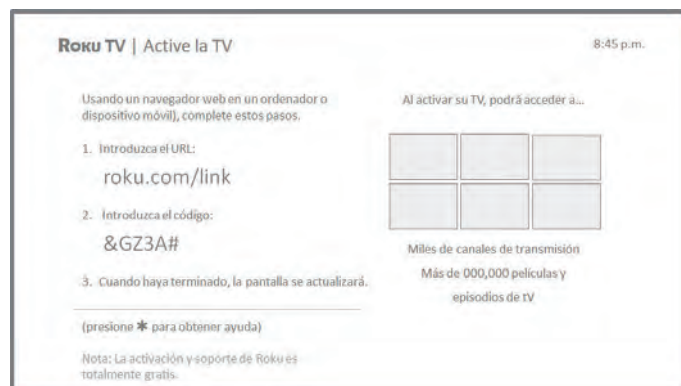 Roku TV | Active la TV
8:45 p.m.
Usando un navegador web en un ordenador o
dispositivo móvil), complete estos pasos.
1. Introduzca el URL:
roku.com/link
2. Introduzca el código:
&GZ3A#
3. Cuando haya terminado, la pantalla se actualizará.
(presione ✱ para obtener ayuda)
Nota: La activación y soporte de Roku es
totalmente gratis.
Al activar su TV, podrá acceder a...
Miles de canales de transmisión
Más de 000,000 películas y
episodios de tV